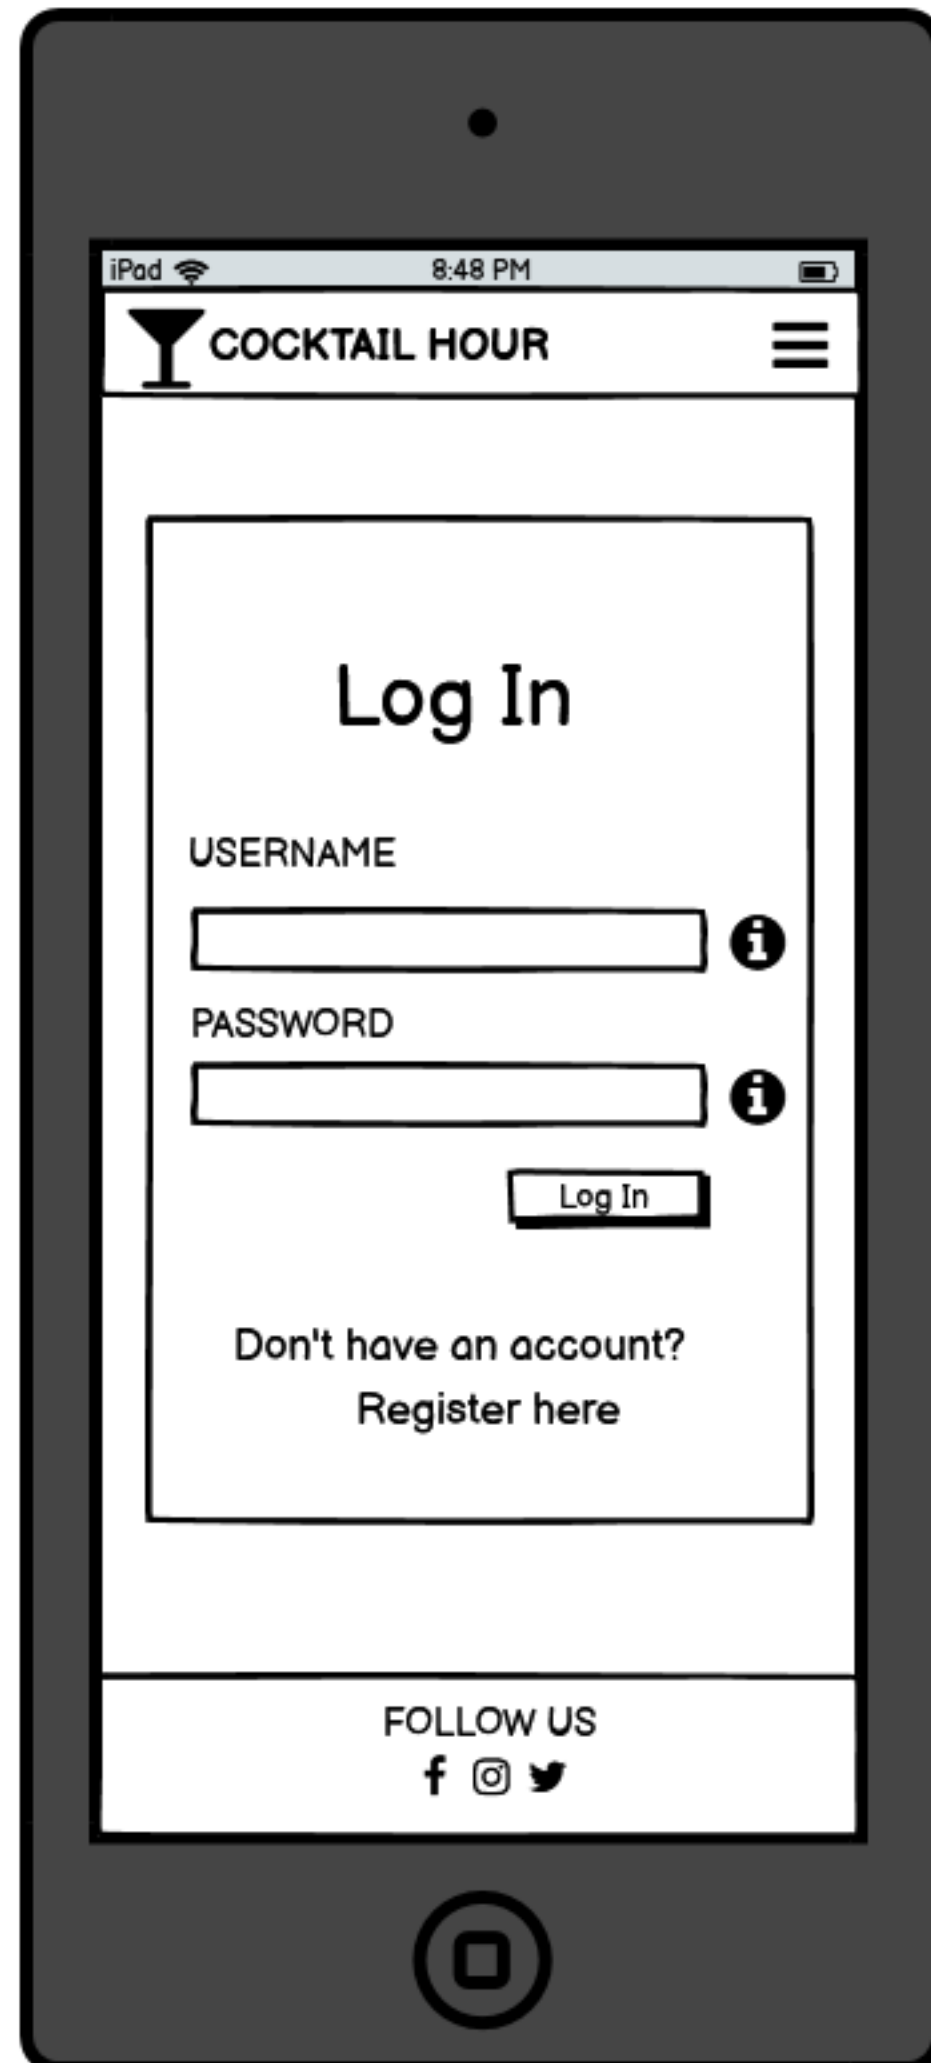 iPad 8:48 PM
COCKTAIL HOUR
Log In
USERNAME
PASSWORD
Log In
Don't have an account?
Register here
FOLLOW US